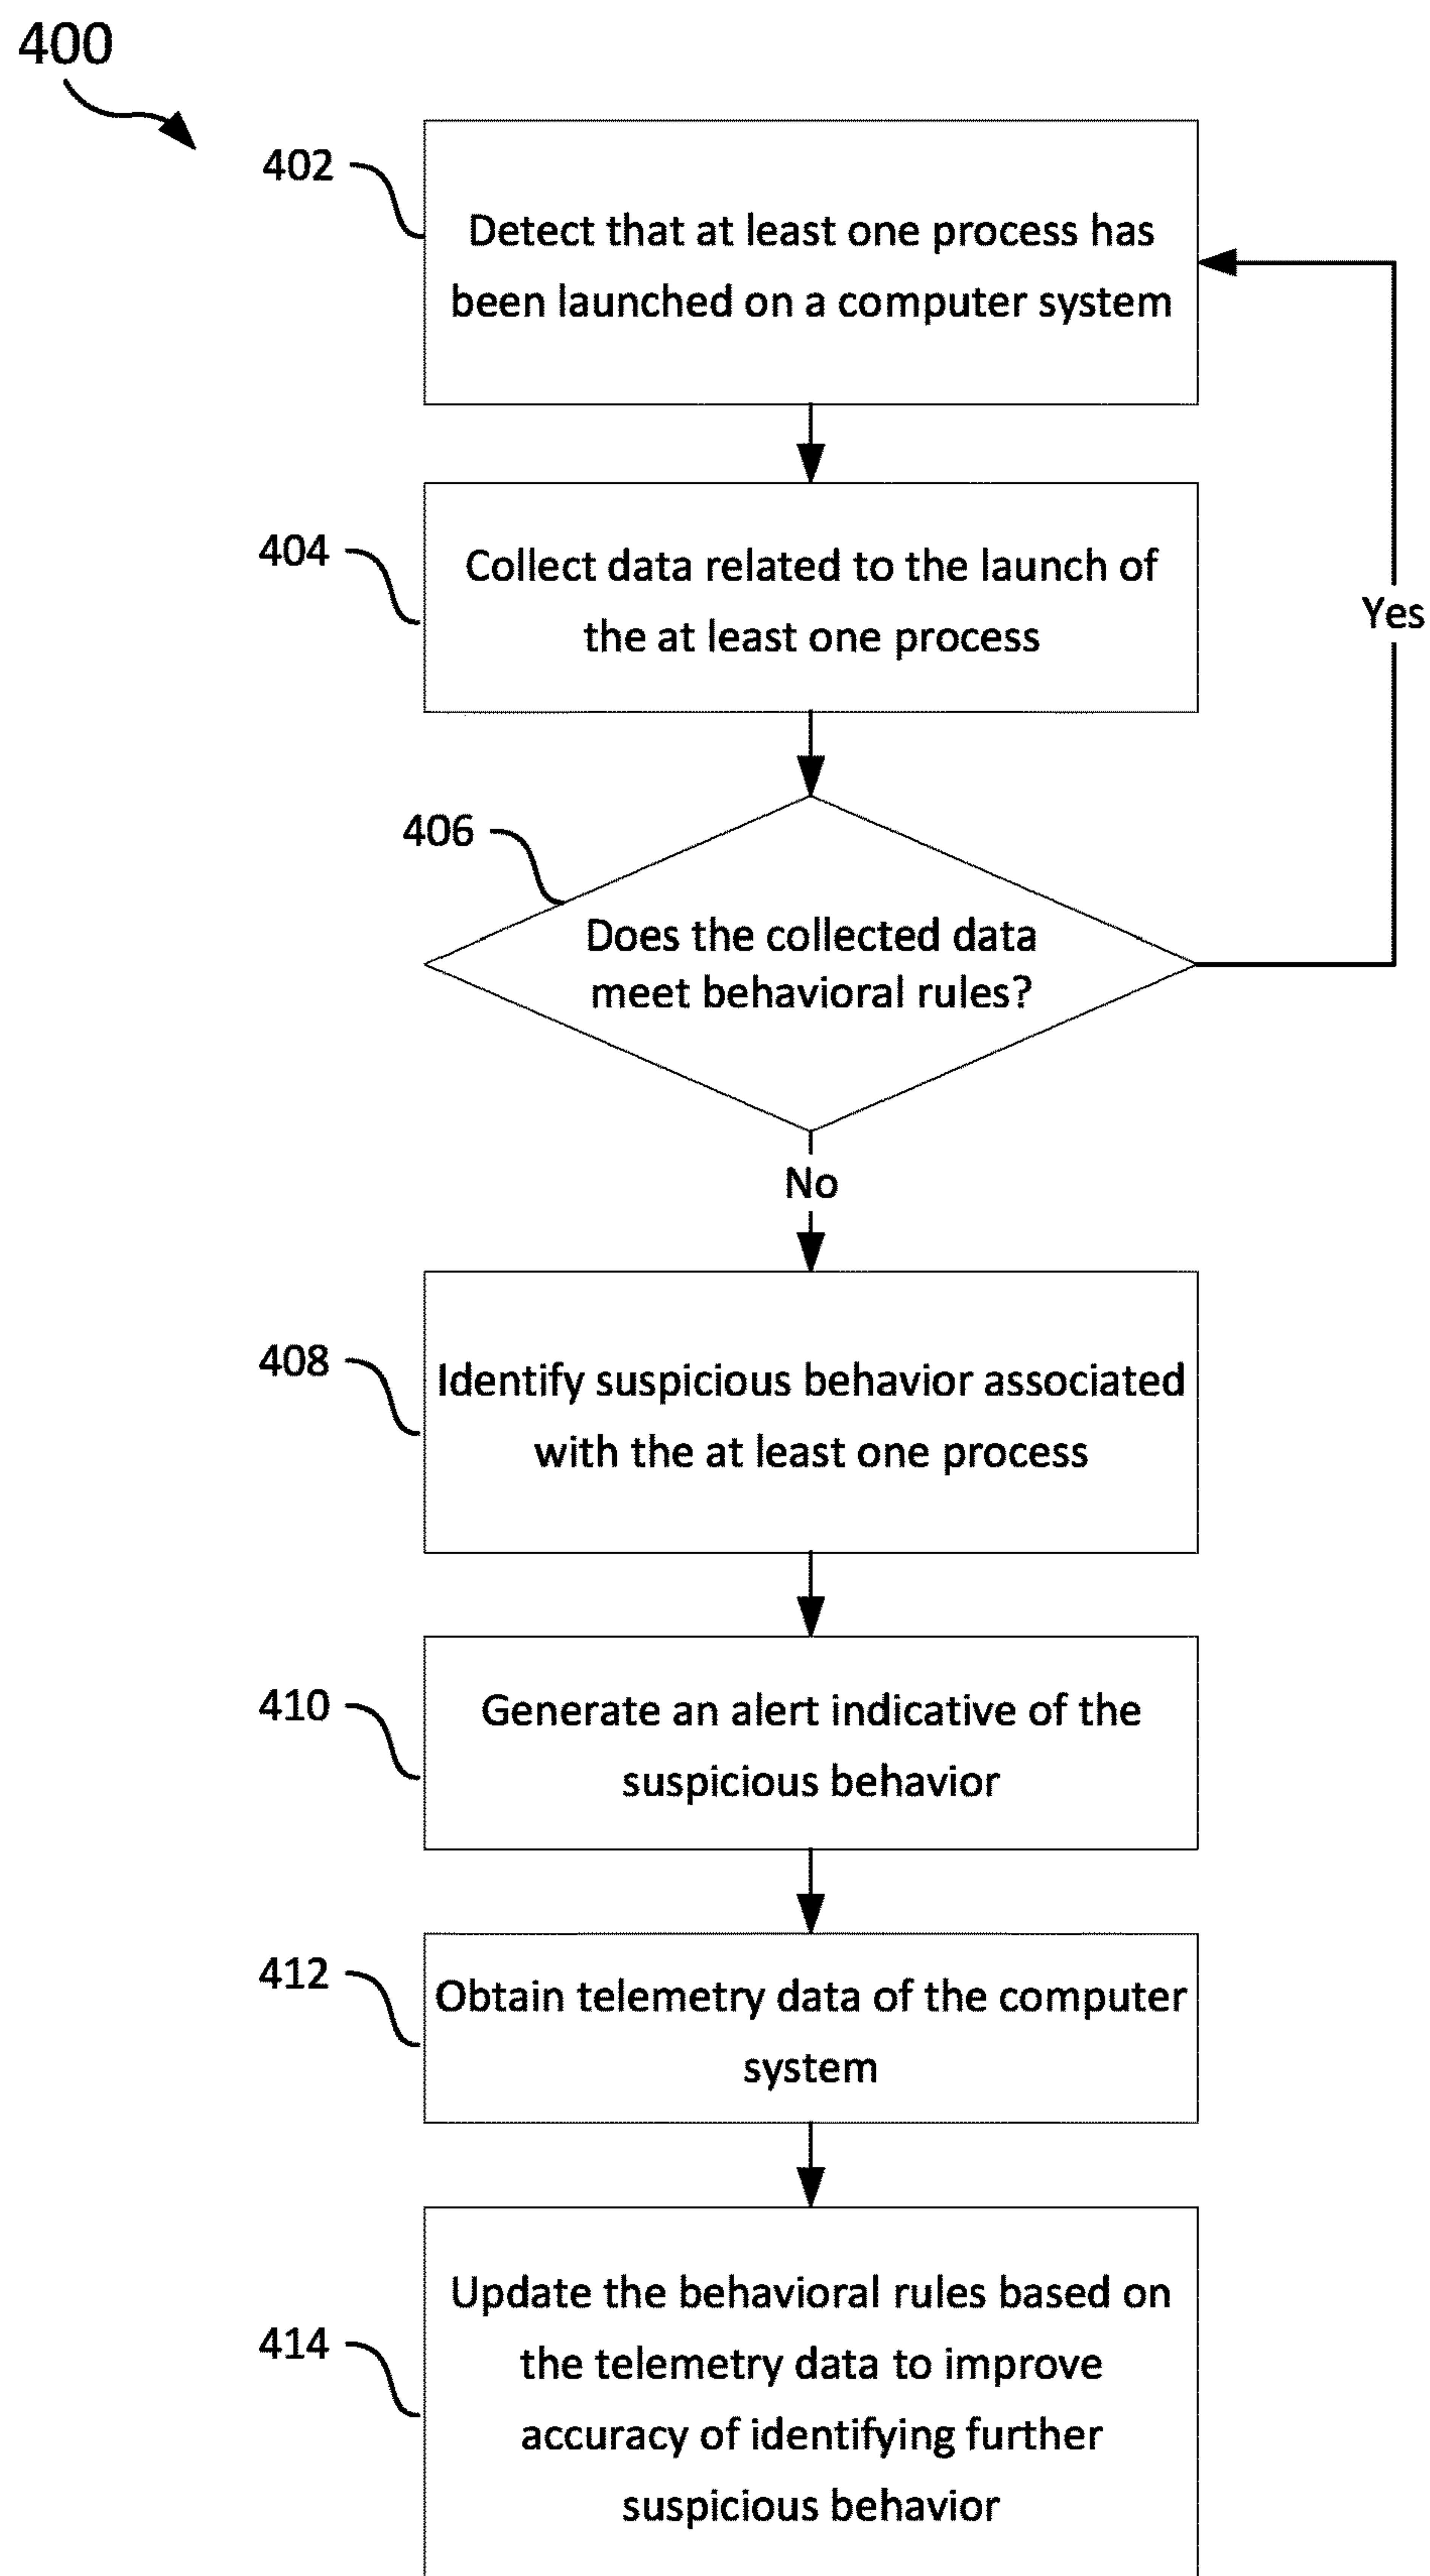 400
402
Detect that at least one process has
been launched on a computer system
404
Collect data related to the launch of
the at least one process
Yes
406
Does the collected data
meet behavioral rules?
No
408
Identify suspicious behavior associated
with the at least one process
410
Generate an alert indicative of the
suspicious behavior
412
Obtain telemetry data of the computer
system
414
Update the behavioral rules based on
the telemetry data to improve
accuracy of identifying further
suspicious behavior